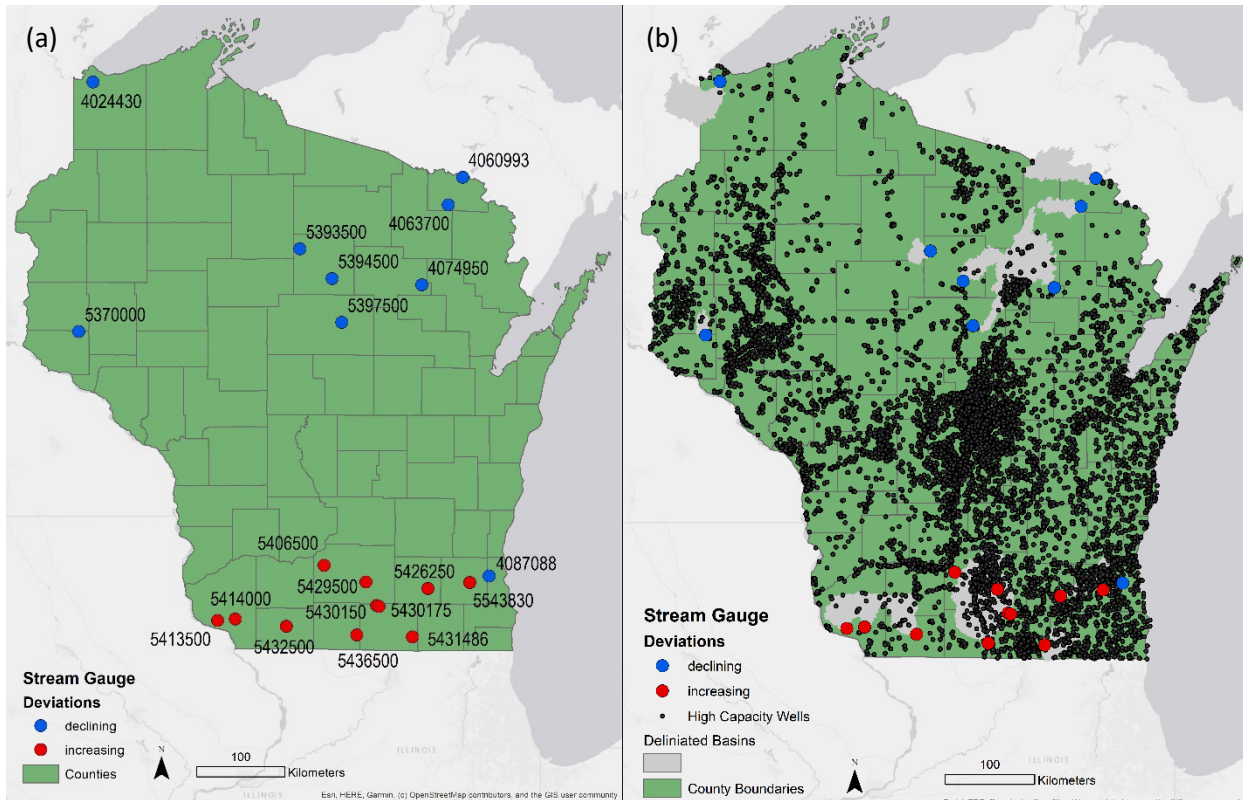 (a)
4024430
4060993
4063700
5393500
5394500
4074950
5397500
5370000
5406500
5426250
4087088
5429500
5414000
5430150
5430175
5543830
5413500
5432500
5431486
5436500
Stream Gauge
Deviations
declining
increasing
Counties
N
100
Kilometers
ILLINOIS
Esri, HERE, Garmin, (c) OpenStreetMap contributors, and the GIS user community
(b)
Stream Gauge
Deviations
declining
increasing
High Capacity Wells
Deliniated Basins
County Boundaries
N
100
Kilometers
ILLINOIS